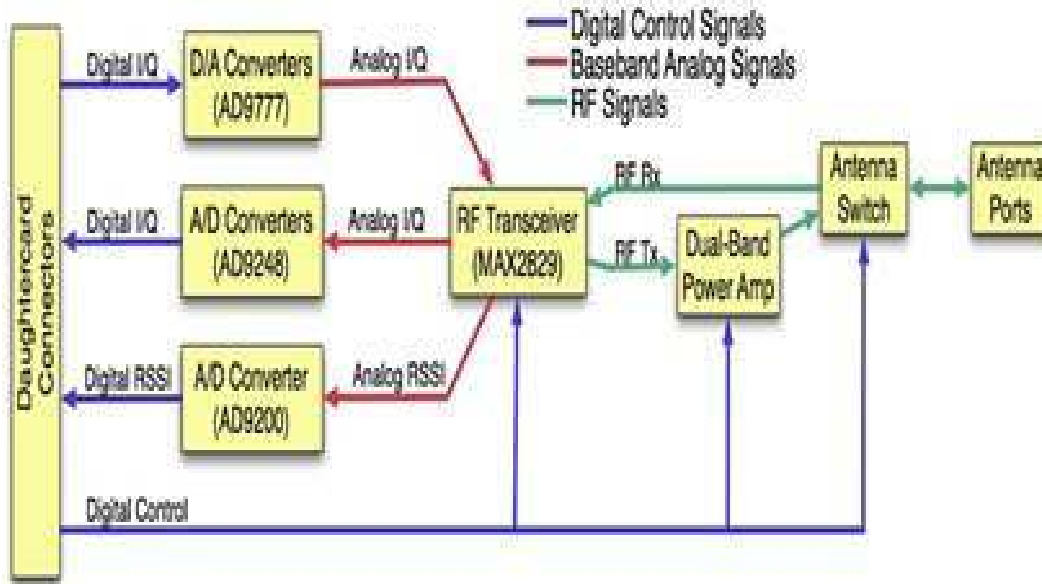 Digital Control Signals
Baseband Analog Signals
RF Signals
Daughtercard
Connectors
Digital I/Q
D/A Converters
(AD9777)
Analog I/Q
Digital I/Q
A/D Converters
(AD9248)
Analog I/Q
RF Transceiver
(MAX2829)
RF Rx
RF Tx
Dual-Band
Power Amp
Antenna
Switch
Antenna
Ports
Digital RSSI
A/D Converter
(AD9200)
Analog RSSI
Digital Control